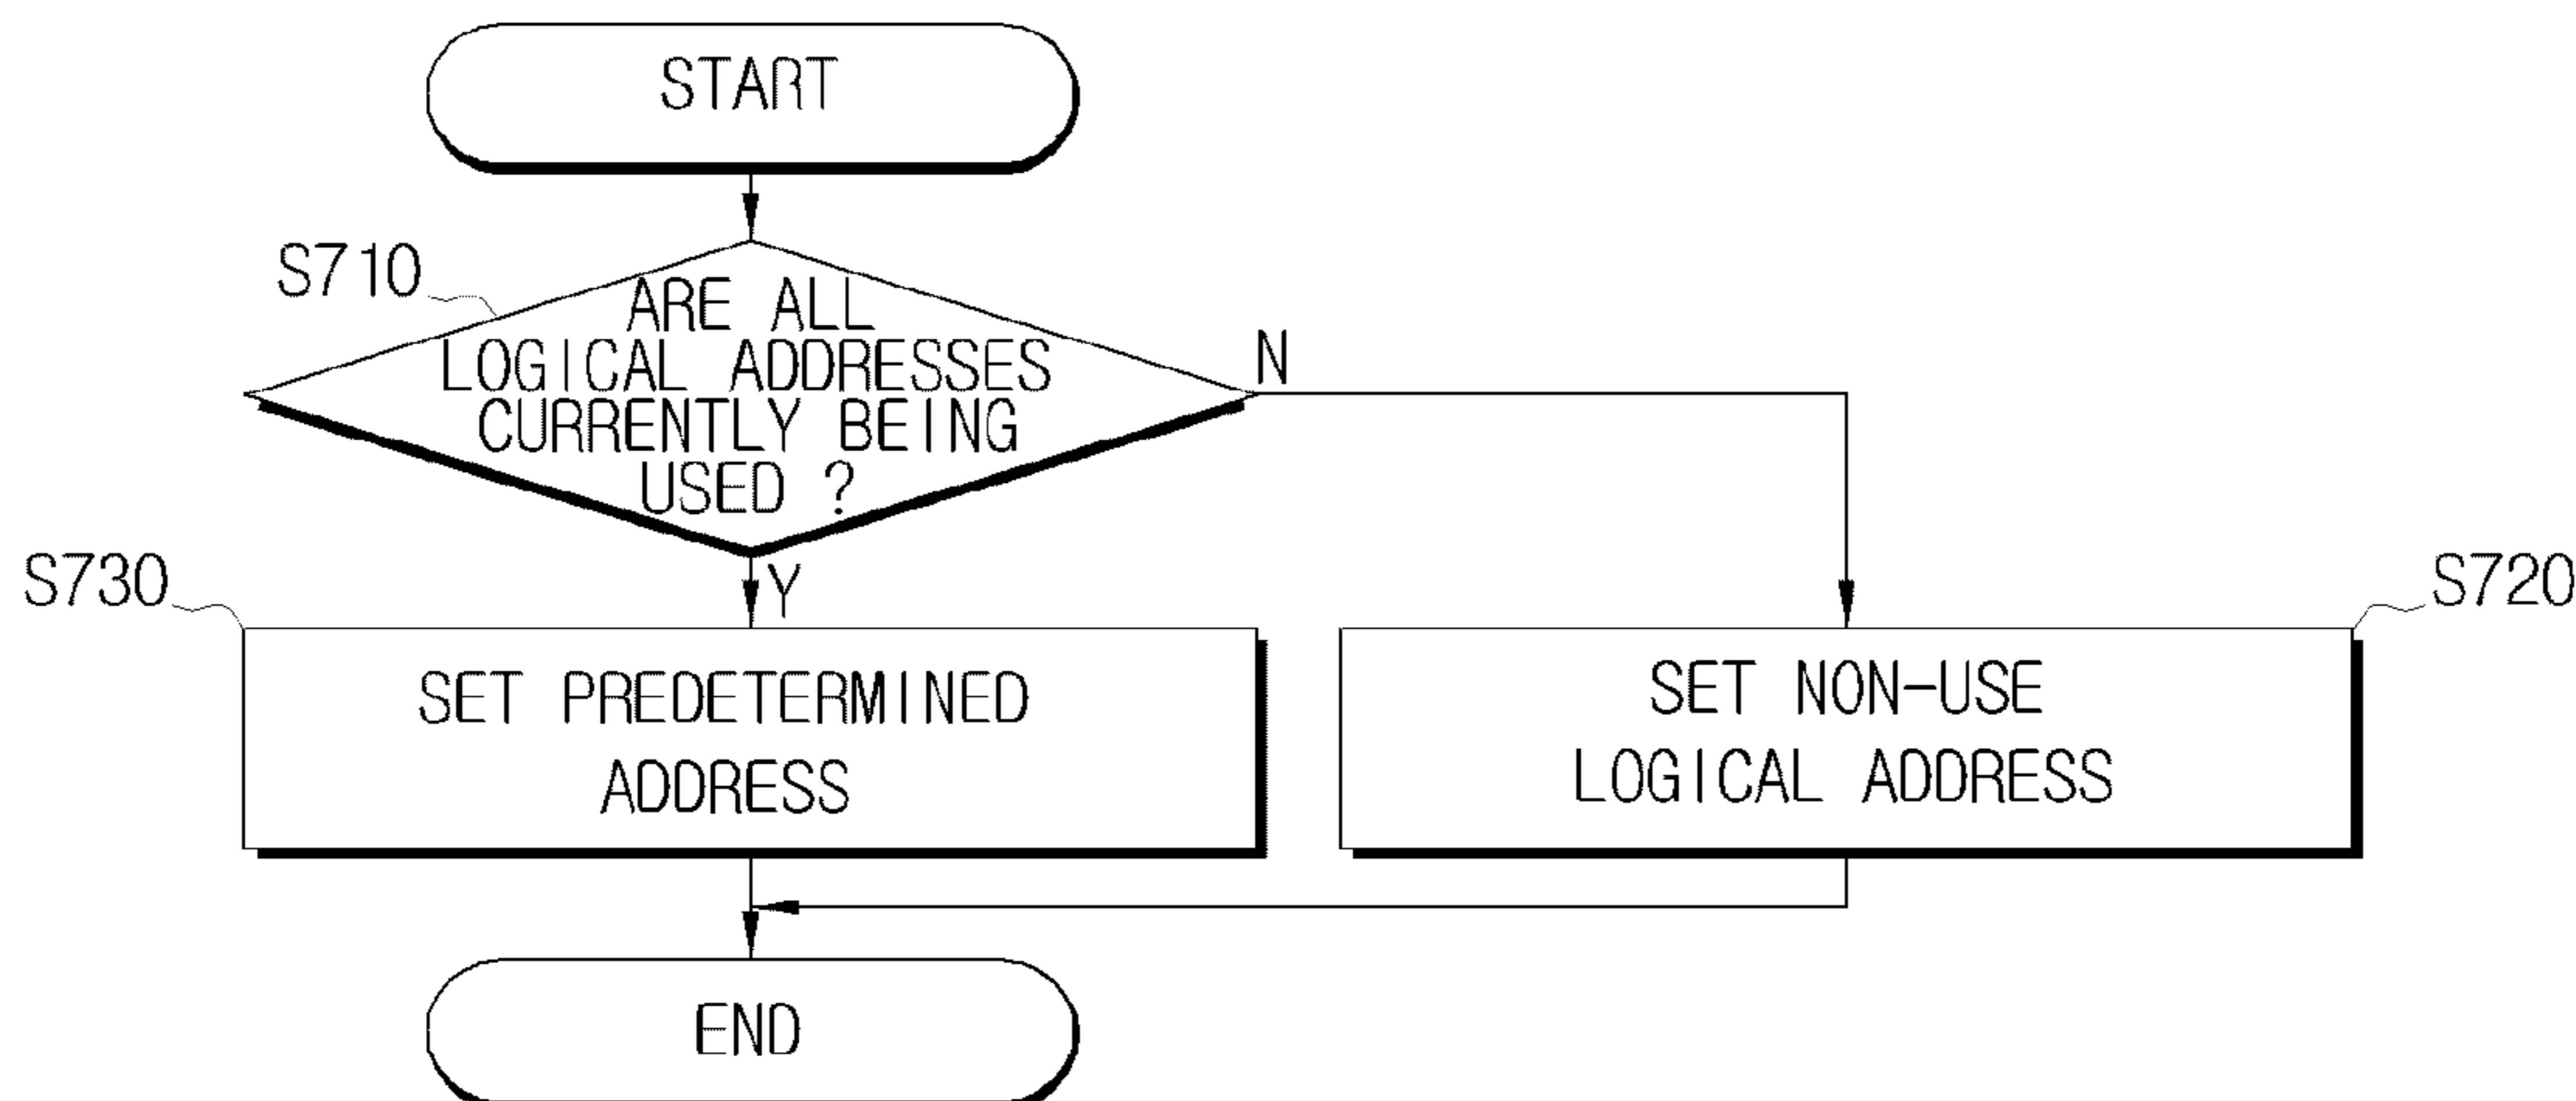 START
S710
ARE ALL
LOGICAL ADDRESSES
CURRENTLY BEING
USED ?
N
Y
S730
SET PREDETERMINED
ADDRESS
S720
SET NON-USE
LOGICAL ADDRESS
END